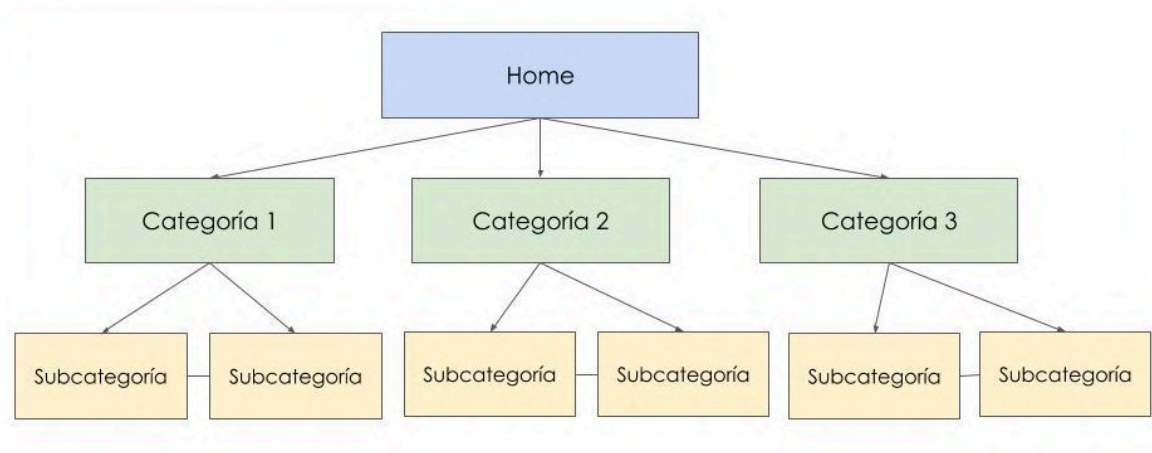 Home
Categoría 1
Categoría 2
Categoría 3
Subcategoría
Subcategoría
Subcategoría
Subcategoría
Subcategoría
Subcategoría